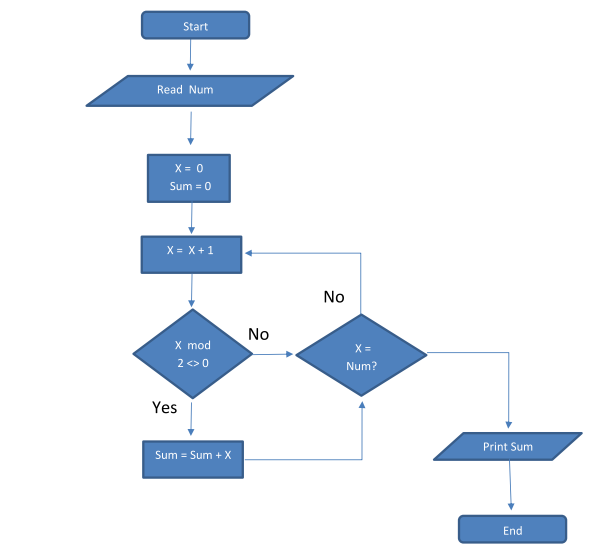 Start
Read Num
X = 0
Sum = 0
X = X + 1
No
No
X mod
2 <> 0
X =
Num?
Yes
Sum = Sum + X
Print Sum
End